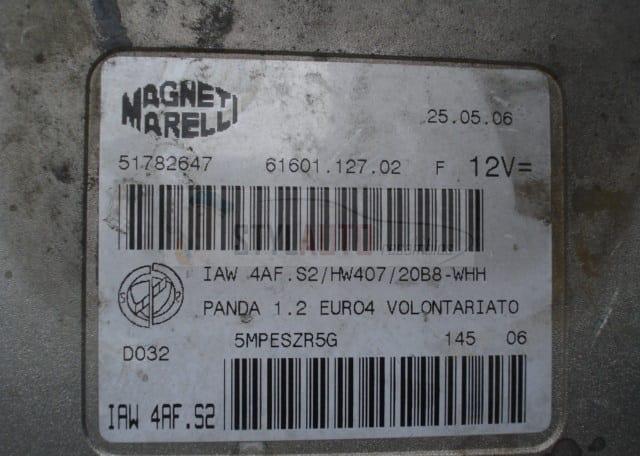 MAGNETI
MARELLI
25.05.06
51782647 61601.127.02 F 12V=
STYLAUTO
IAW 4AF.S2/HW407/20B8-WHH
PANDA 1.2 EURO4 VOLONTARIATO
5MPESZR5G 145 06
D032
IAW 4AF.S2